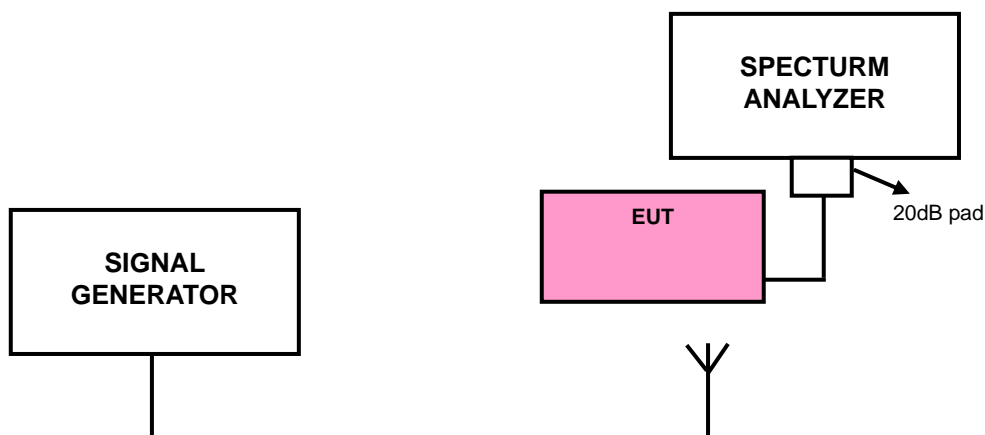 SPECTURM
ANALYZER
20dB pad
EUT
SIGNAL
GENERATOR